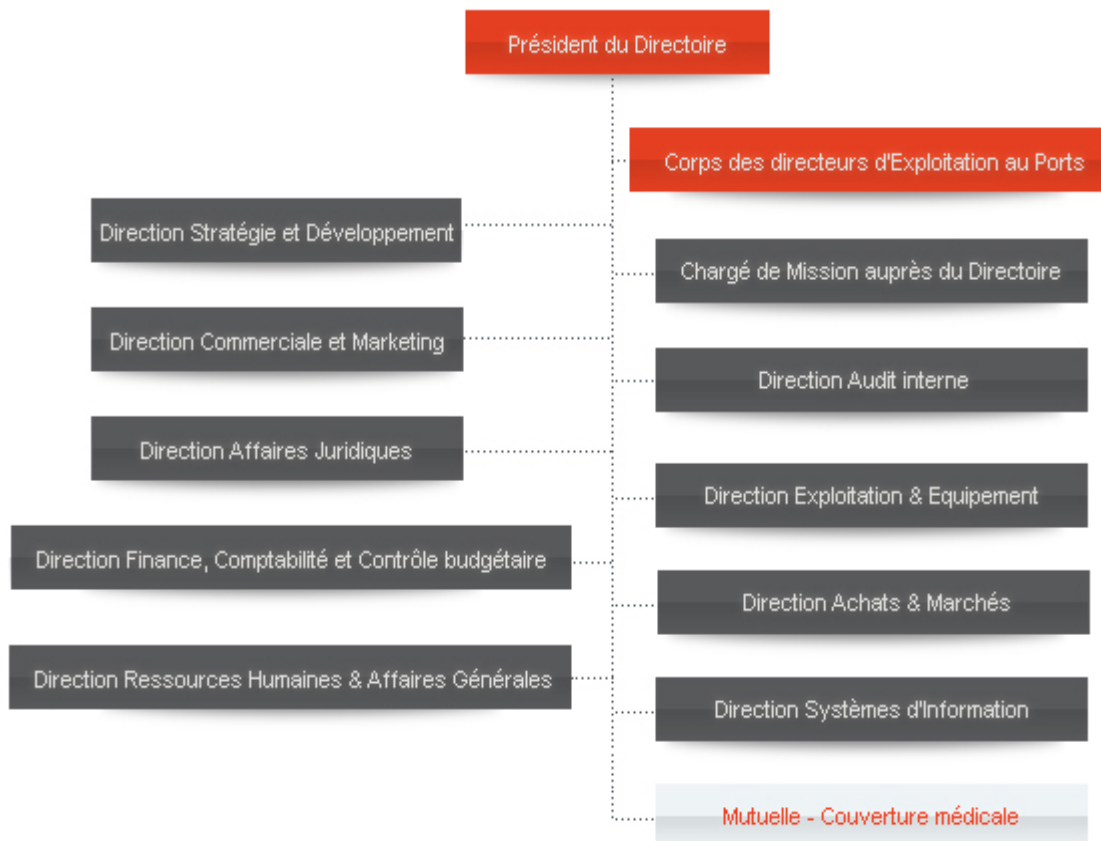 Président du Directoire
Corps des directeurs d'Exploitation au Ports
Direction Stratégie et Développement
Chargé de Mission auprès du Directoire
Direction Commerciale et Marketing
Direction Audit interne
Direction Affaires Juridiques
Direction Exploitation & Equipement
Direction Finance, Comptabilité et Contrôle budgétaire
Direction Achats & Marchés
Direction Ressources Humaines & Affaires Générales
Direction Systèmes d'Information
Mutuelle - Couverture médicale